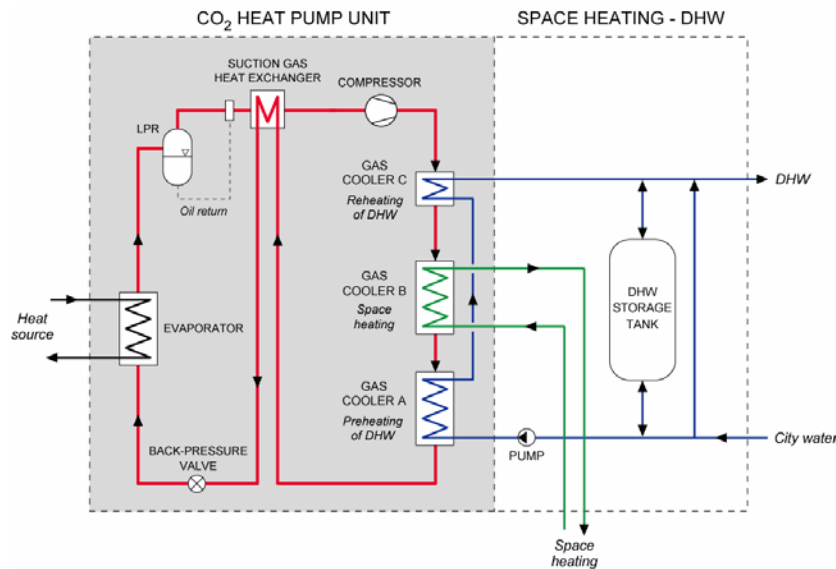 CO2 HEAT PUMP UNIT
SPACE HEATING - DHW
SUCTION GAS
HEAT EXCHANGER
COMPRESSOR
LPR
Oil return
GAS
COOLER C
Reheating
of DHW
DHW
GAS
COOLER B
Space
heating
DHW
STORAGE
TANK
Heat
source
EVAPORATOR
GAS
COOLER A
Preheating
of DHW
BACK-PRESSURE
VALVE
PUMP
City water
Space
heating